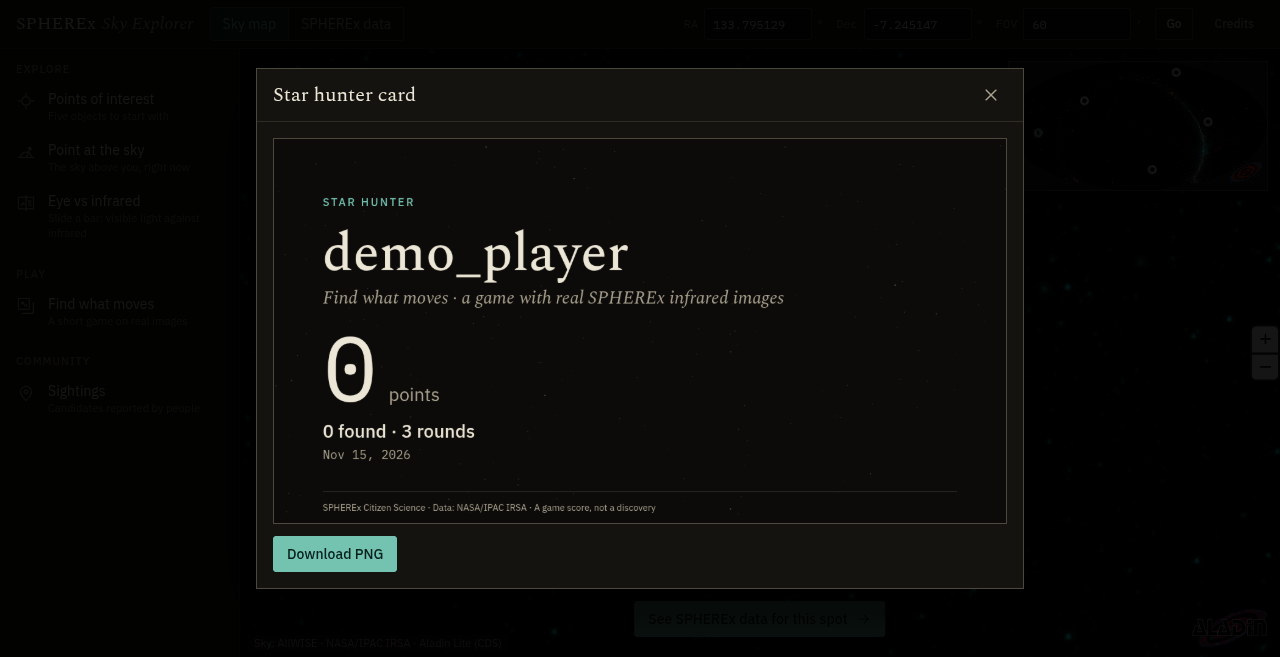 SPHEREx Sky Explorer
Sky map
SPHEREx data
RA 133.795129 °
Dec -7.245147 °
FOV 60 °
Go
Credits
EXPLORE
Points of interest
Five objects to start with
Point at the sky
The sky above you, right now
Eye vs infrared
Slide a bar: visible light against
infrared
PLAY
Find what moves
A short game on real images
COMMUNITY
Sightings
Candidates reported by people
Star hunter card
STAR HUNTER
demo_player
Find what moves · a game with real SPHEREx infrared images
0 points
0 found · 3 rounds
Nov 15, 2026
SPHEREx Citizen Science · Data: NASA/IPAC IRSA · A game score, not a discovery
Download PNG
See SPHEREx data for this spot →
Sky: AllWISE · NASA/IPAC IRSA · Aladin Lite (CDS)
ALADIN